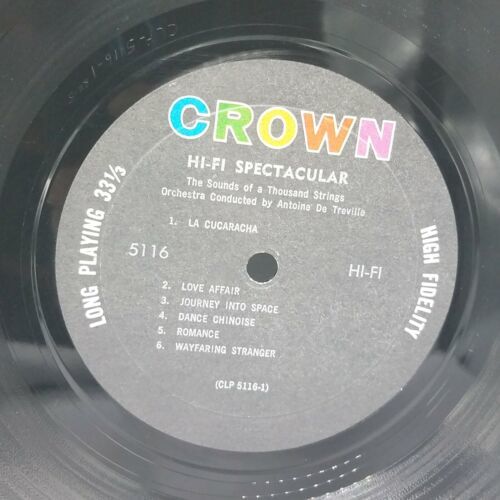 CROWN
HI-FI SPECTACULAR
The Sounds of a Thousand Strings
Orchestra Conducted by Antoine De Treville
1. LA CUCARACHA
5116
HI-FI
2. LOVE AFFAIR
3. JOURNEY INTO SPACE
4. DANCE CHINOISE
5. ROMANCE
6. WAYFARING STRANGER
(CLP 5116-1)
LONG PLAYING 33⅓
HIGH FIDELITY